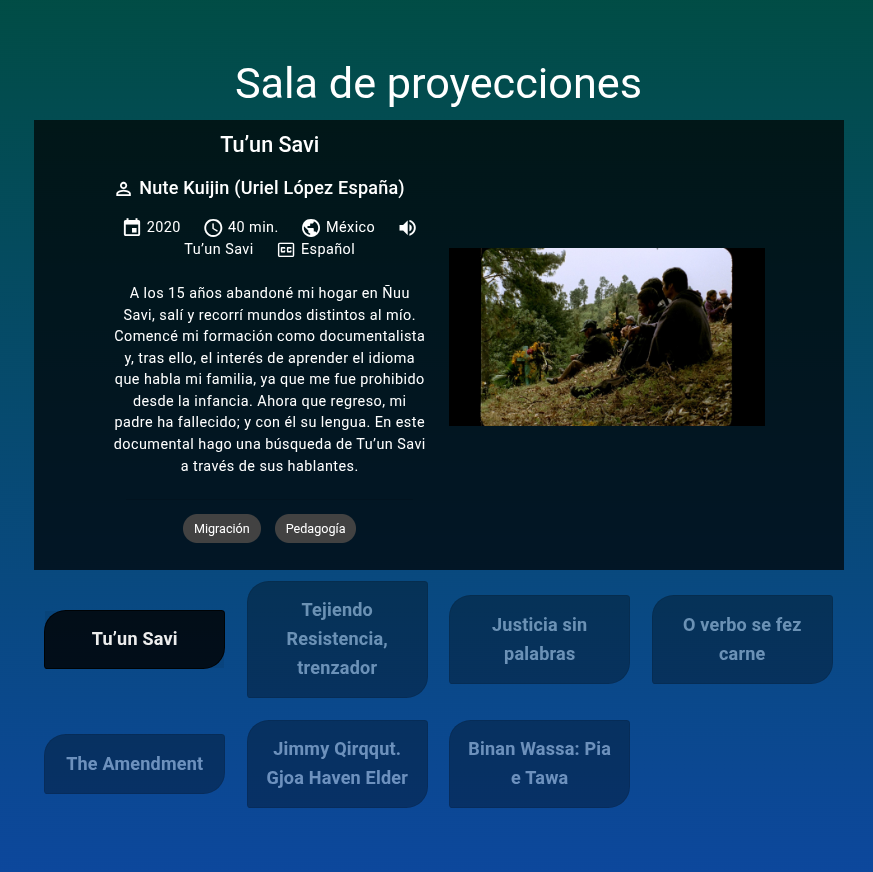 Sala de proyecciones
Tu’un Savi
Nute Kuijin (Uriel López España)
2020 40 min. México
Tu’un Savi CC Español
A los 15 años abandoné mi hogar en Ñuu
Savi, salí y recorrí mundos distintos al mío.
Comencé mi formación como documentalista
y, tras ello, el interés de aprender el idioma
que habla mi familia, ya que me fue prohibido
desde la infancia. Ahora que regreso, mi
padre ha fallecido; y con él su lengua. En este
documental hago una búsqueda de Tu’un Savi
a través de sus hablantes.
Migración Pedagogía
Tu’un Savi
Tejiendo
Resistencia,
trenzador
Justicia sin
palabras
O verbo se fez
carne
The Amendment
Jimmy Qirqqut.
Gjoa Haven Elder
Binan Wassa: Pia
e Tawa